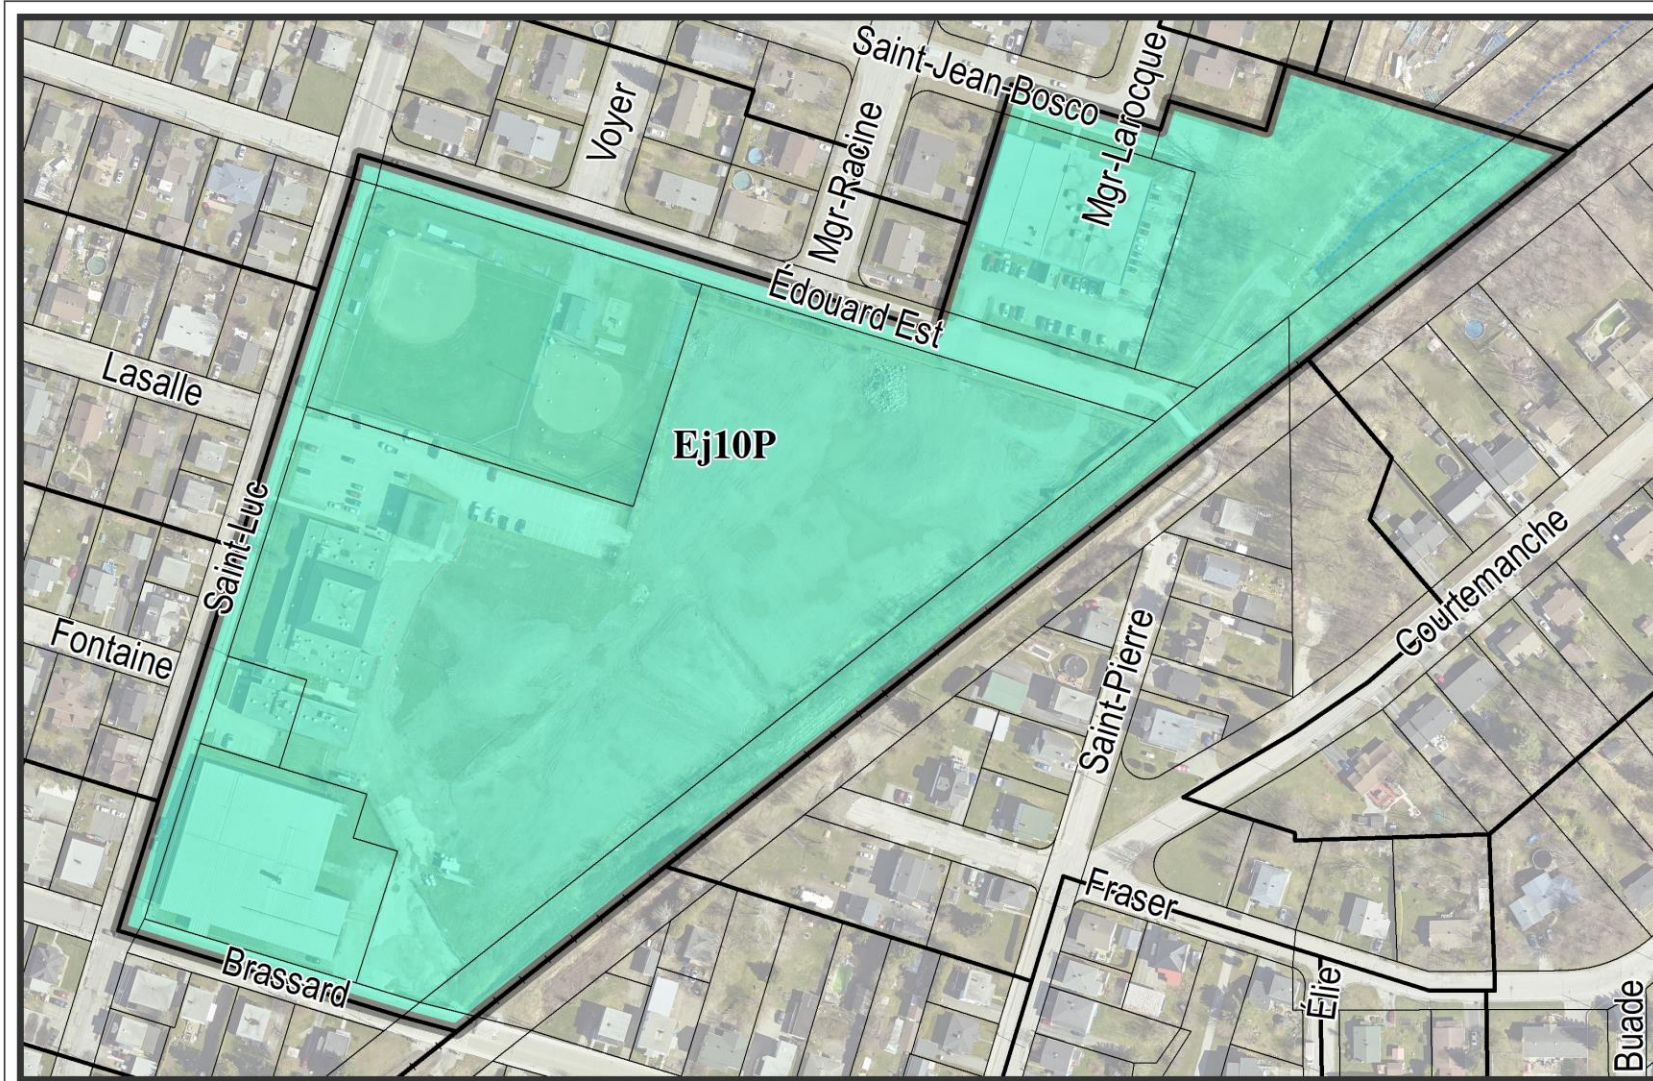 Saint-Jean-Bosco
Mgr-Larocque
Voyer
Mgr-Racine
Édouard Est
Lasalle
Ej10P
Saint-Luc
Courtemanche
Fontaine
Saint-Pierre
Fraser
Brassard
Élie
Buade